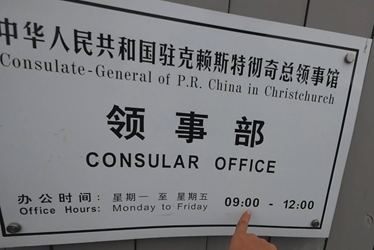 中华人民共和国驻克赖斯特彻奇总领事馆
Consulate-General of P.R. China in Christchurch
领事部
CONSULAR OFFICE
办公时间： 星期一 至 星期五 09:00 - 12:00
Office Hours: Monday to Friday